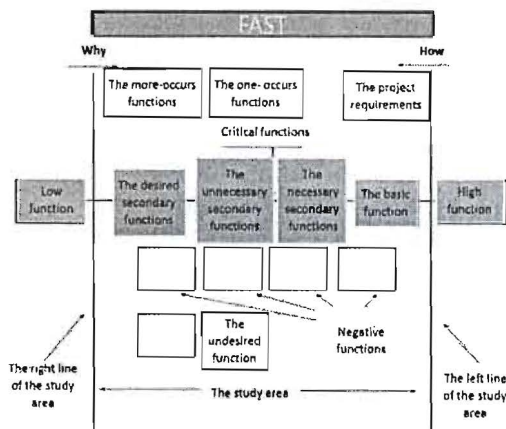 FAST
Why
How
The more-occurs
functions
The one- occurs
functions
The project
requirements
Critical functions
Low
function
The desired
secondary
functions
The
unnecessary
secondary
functions
The
necessary
secondary
functions
The basic
function
High
function
The
undesired
function
Negative
functions
The right line
of the study
area
The study area
The left line
of the study
area